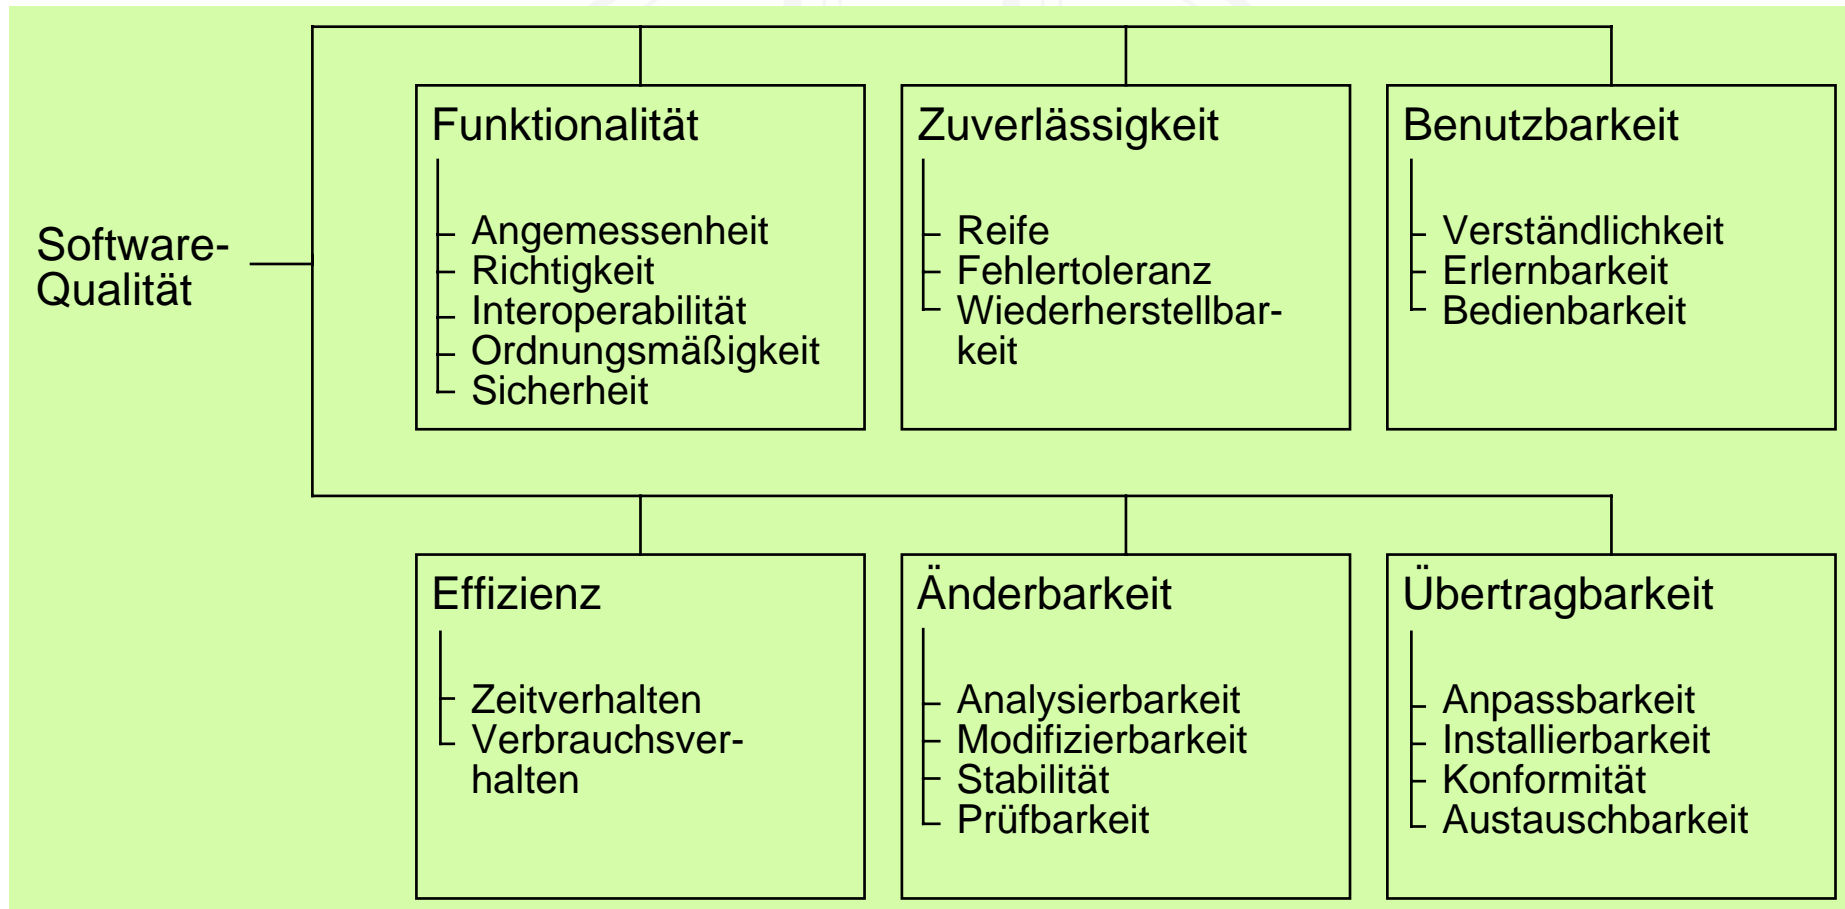 Software-
Qualität
Funktionalität
Angemessenheit
Richtigkeit
Interoperabilität
Ordnungsmäßigkeit
Sicherheit
Zuverlässigkeit
Reife
Fehlertoleranz
Wiederherstellbar-
keit
Benutzbarkeit
Verständlichkeit
Erlernbarkeit
Bedienbarkeit
Effizienz
Zeitverhalten
Verbrauchsver-
halten
Änderbarkeit
Analysierbarkeit
Modifizierbarkeit
Stabilität
Prüfbarkeit
Übertragbarkeit
Anpassbarkeit
Installierbarkeit
Konformität
Austauschbarkeit